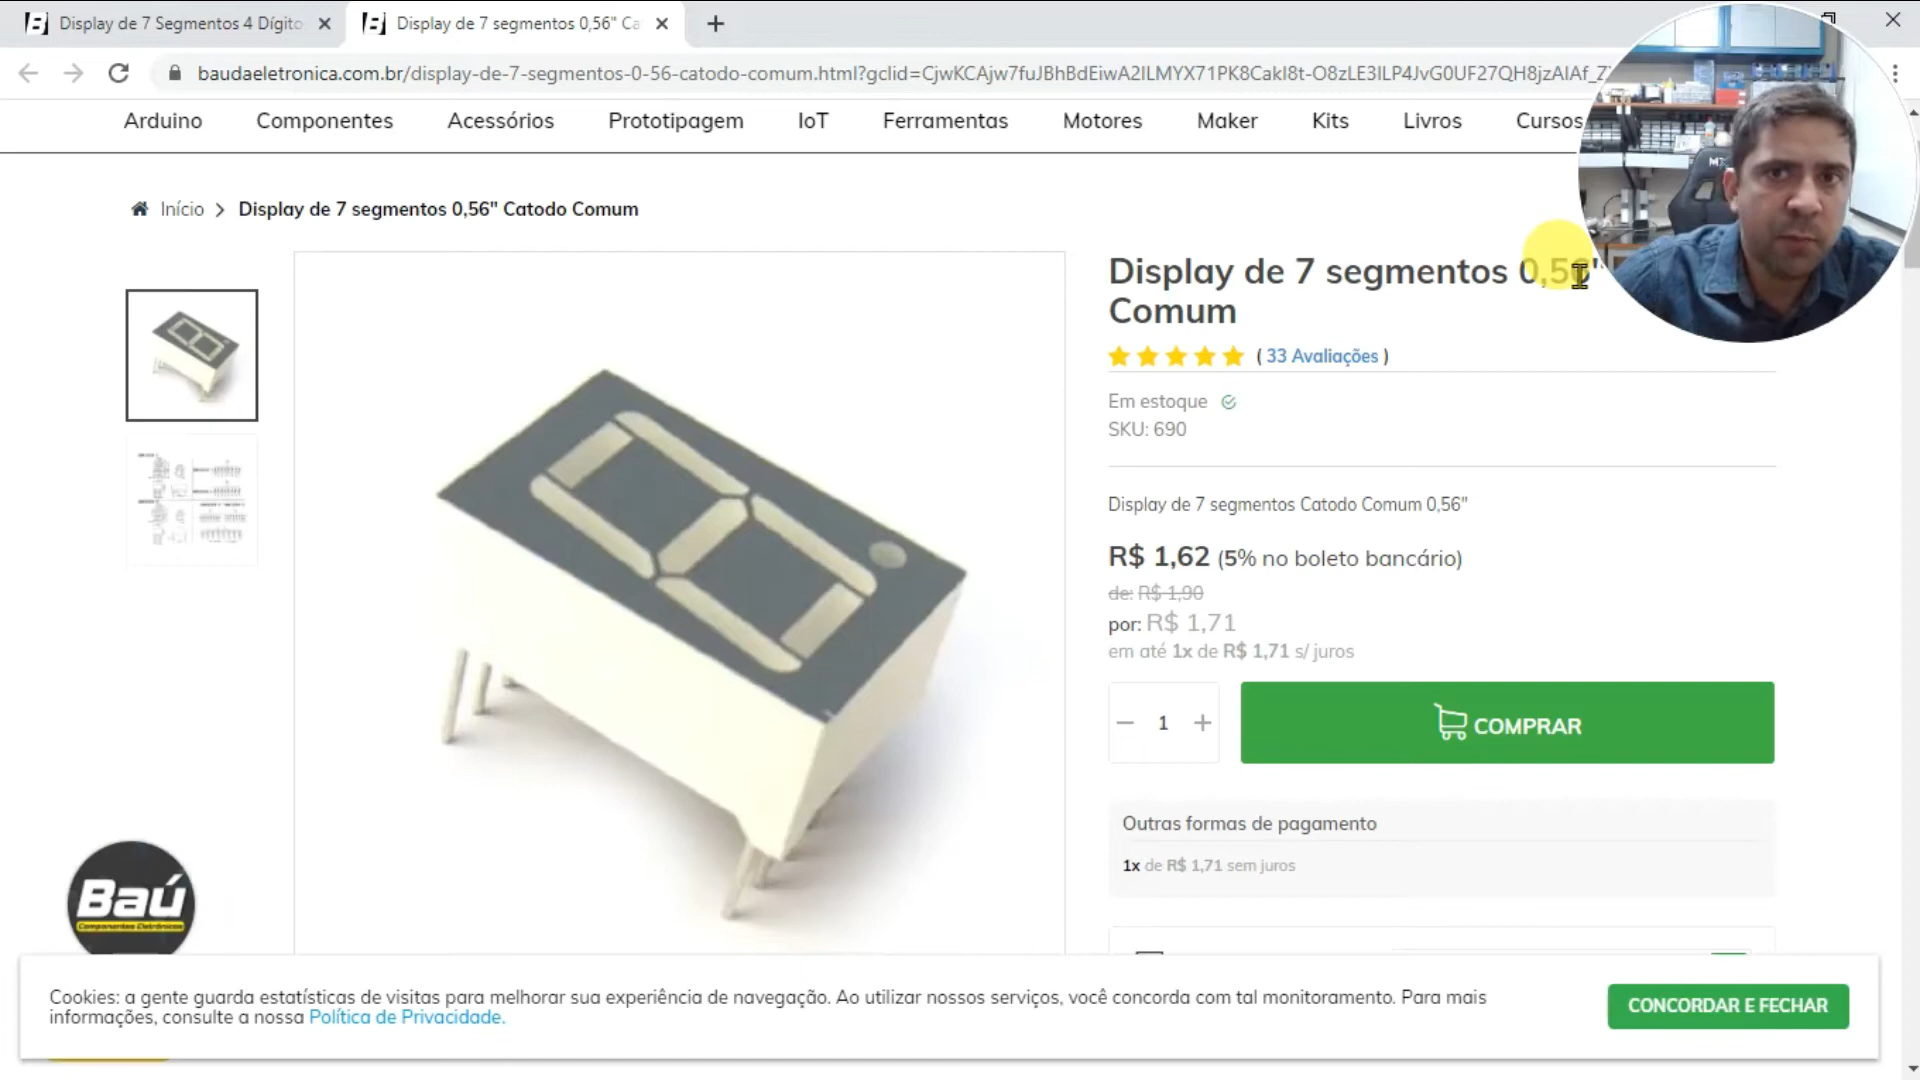 Display de 7 Segmentos 4 Dígito
Display de 7 segmentos 0,56" Ca
baudaeletronica.com.br/display-de-7-segmentos-0-56-catodo-comum.html?gclid=CjwKCAjw7fuJBhBdEiwA2ILMYX71PK8CakI8t-O8zLE3ILP4JvG0UF27QH8jzAIAf_Z
Arduino Componentes Acessórios Prototipagem IoT Ferramentas Motores Maker Kits Livros Cursos
Início > Display de 7 segmentos 0,56" Catodo Comum
Display de 7 segmentos 0,56"
Comum
( 33 Avaliações )
Em estoque
SKU: 690
Display de 7 segmentos Catodo Comum 0,56"
R$ 1,62 (5% no boleto bancário)
de: R$ 1,90
por: R$ 1,71
em até 1x de R$ 1,71 s/ juros
− 1 +
COMPRAR
Outras formas de pagamento
1x de R$ 1,71 sem juros
Baú
Componentes Eletrônicos
Cookies: a gente guarda estatísticas de visitas para melhorar sua experiência de navegação. Ao utilizar nossos serviços, você concorda com tal monitoramento. Para mais
informações, consulte a nossa Política de Privacidade.
CONCORDAR E FECHAR